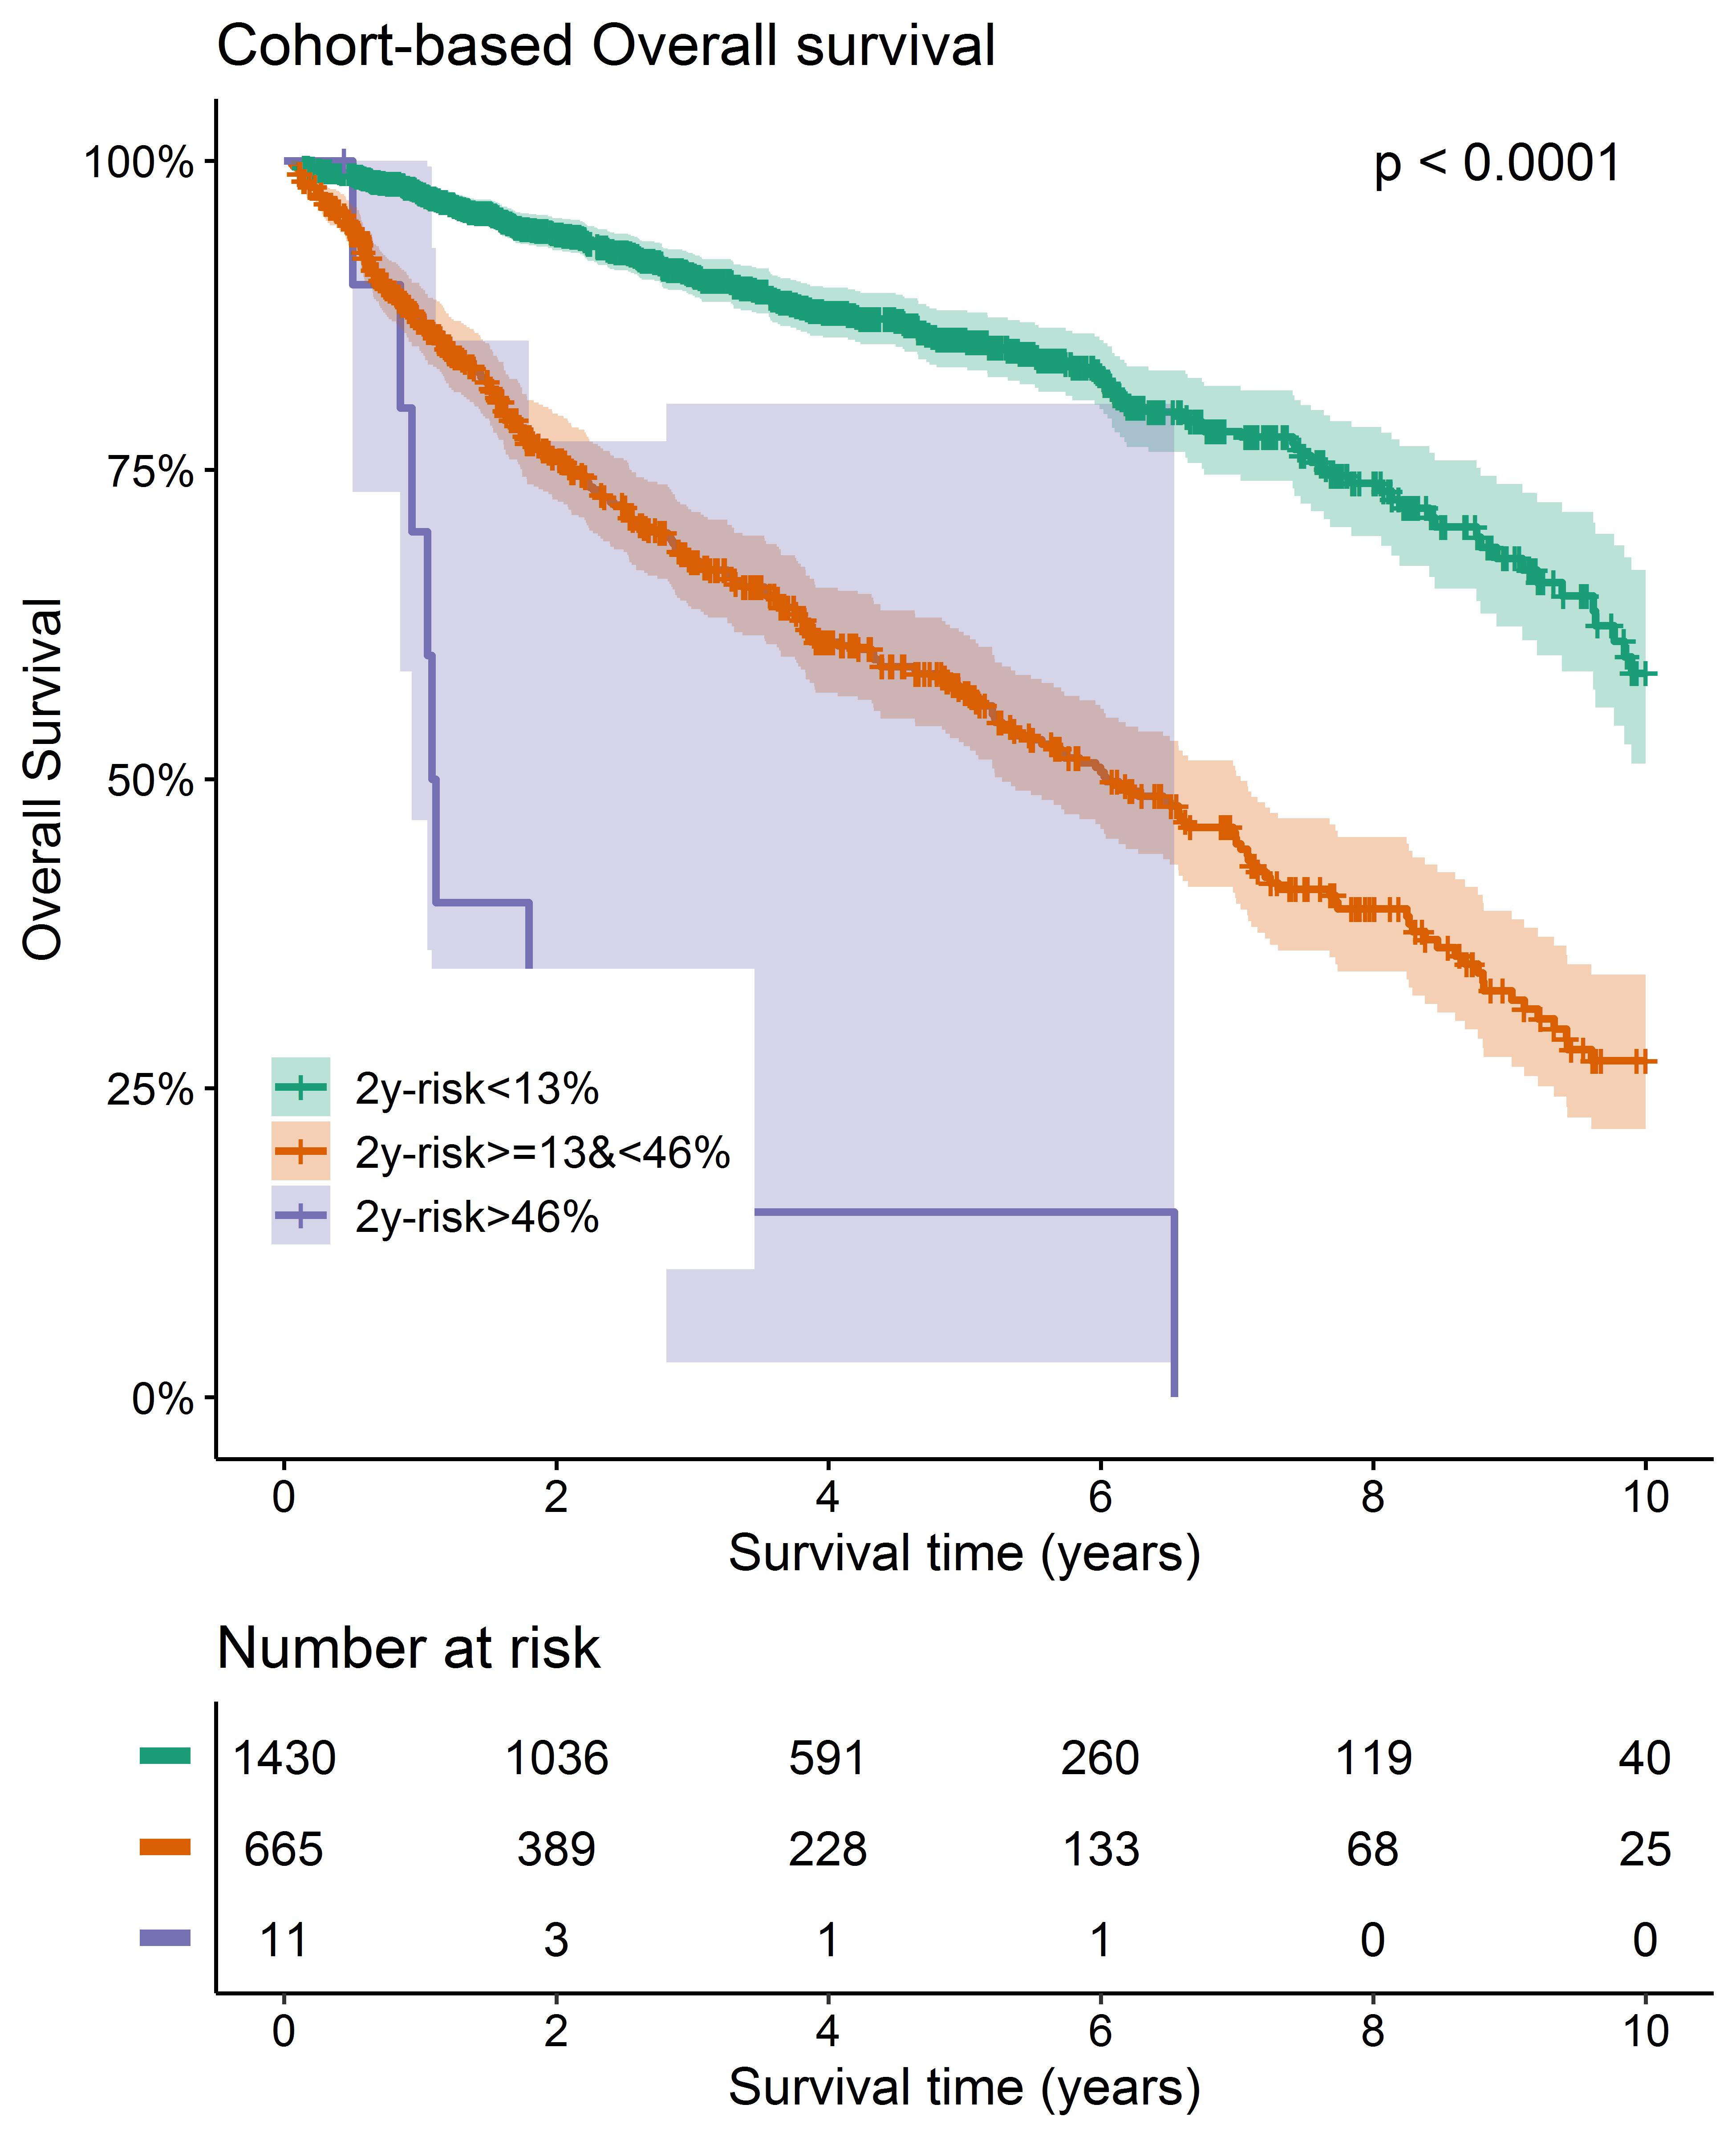 Cohort-based Overall survival
p < 0.0001
100%
75%
50%
25%
0%
Overall Survival
2y-risk<13%
2y-risk>=13&<46%
2y-risk>46%
0 2 4 6 8 10
Survival time (years)
Number at risk
1430 1036 591 260 119 40
665 389 228 133 68 25
11 3 1 1 0 0
0 2 4 6 8 10
Survival time (years)